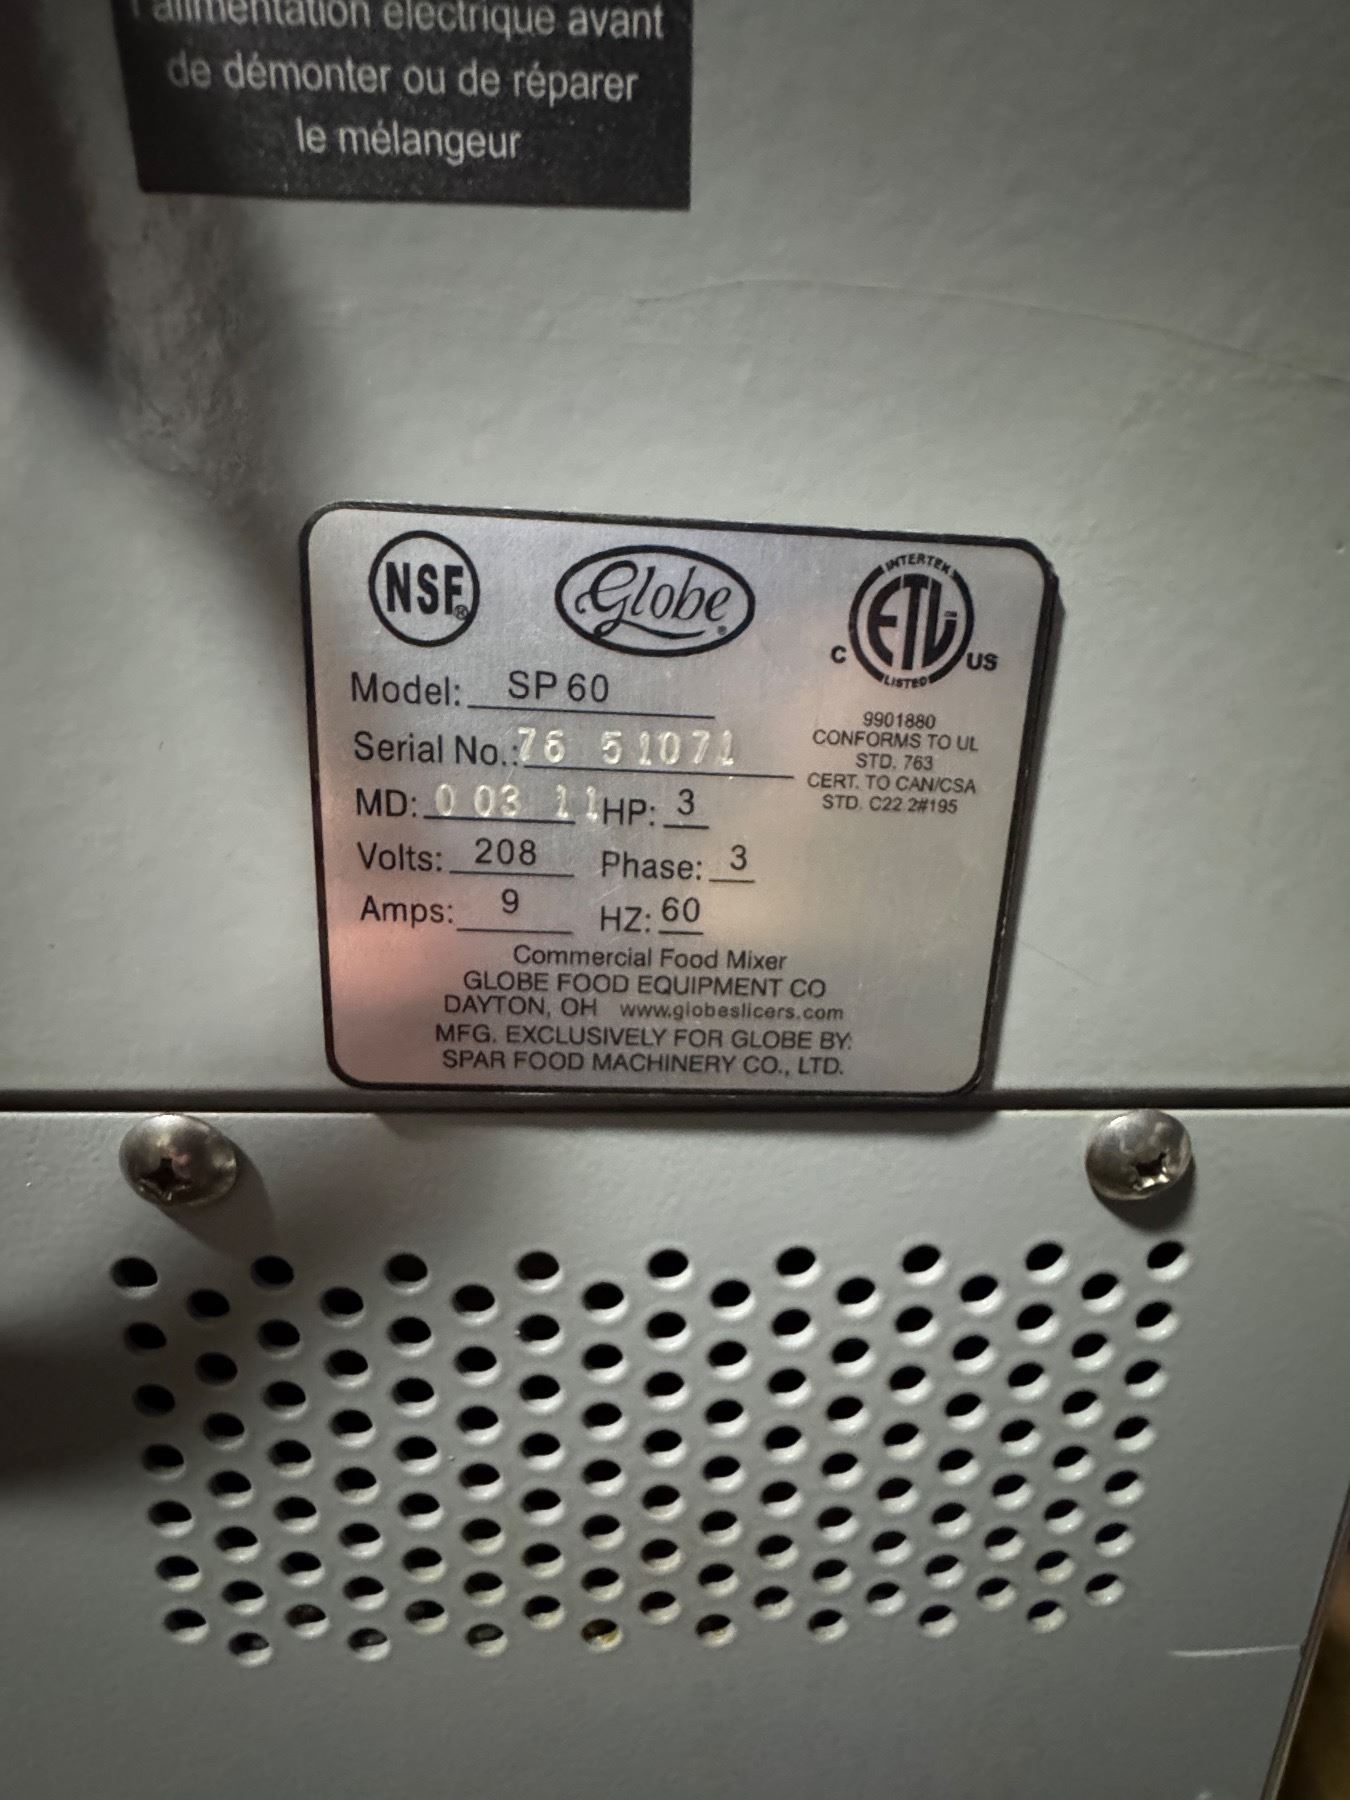 l'alimentation électrique avant
de démonter ou de réparer
le mélangeur
NSF®
Globe®
INTERTEK
ETL
C US
LISTED
Model: SP 60
Serial No.: 76 51071
MD: 0 03 11 HP: 3
Volts: 208 Phase: 3
Amps: 9 HZ: 60
9901880
CONFORMS TO UL
STD. 763
CERT. TO CAN/CSA
STD. C22.2#195
Commercial Food Mixer
GLOBE FOOD EQUIPMENT CO
DAYTON, OH www.globeslicers.com
MFG. EXCLUSIVELY FOR GLOBE BY:
SPAR FOOD MACHINERY CO., LTD.